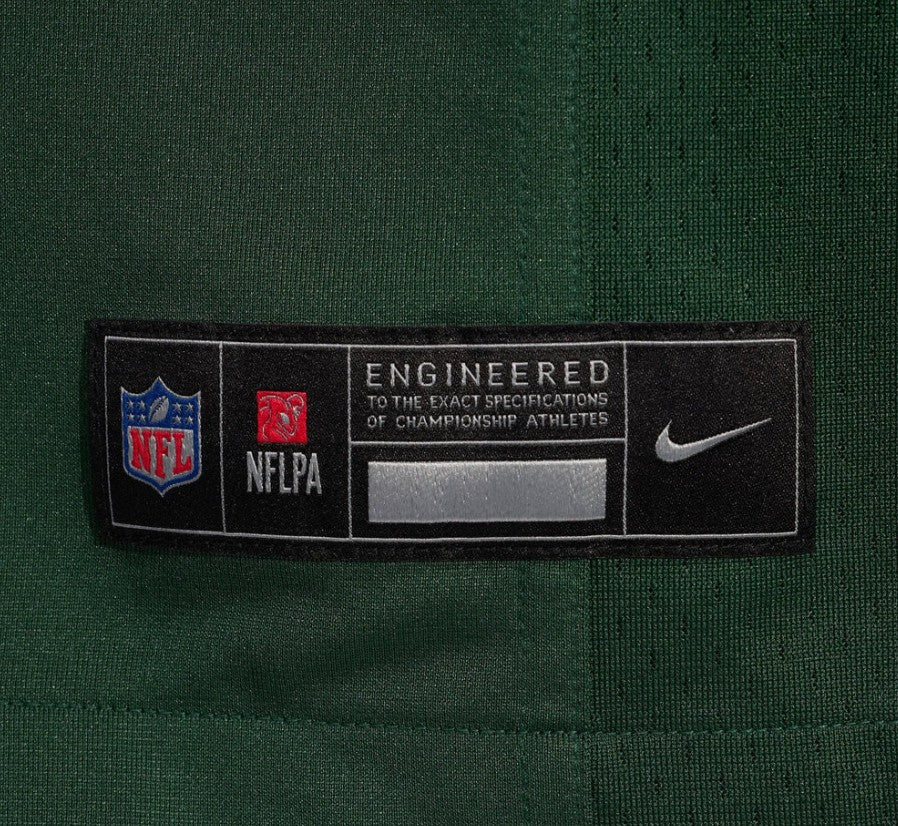 NFL
NFLPA
ENGINEERED
TO THE EXACT SPECIFICATIONS
OF CHAMPIONSHIP ATHLETES